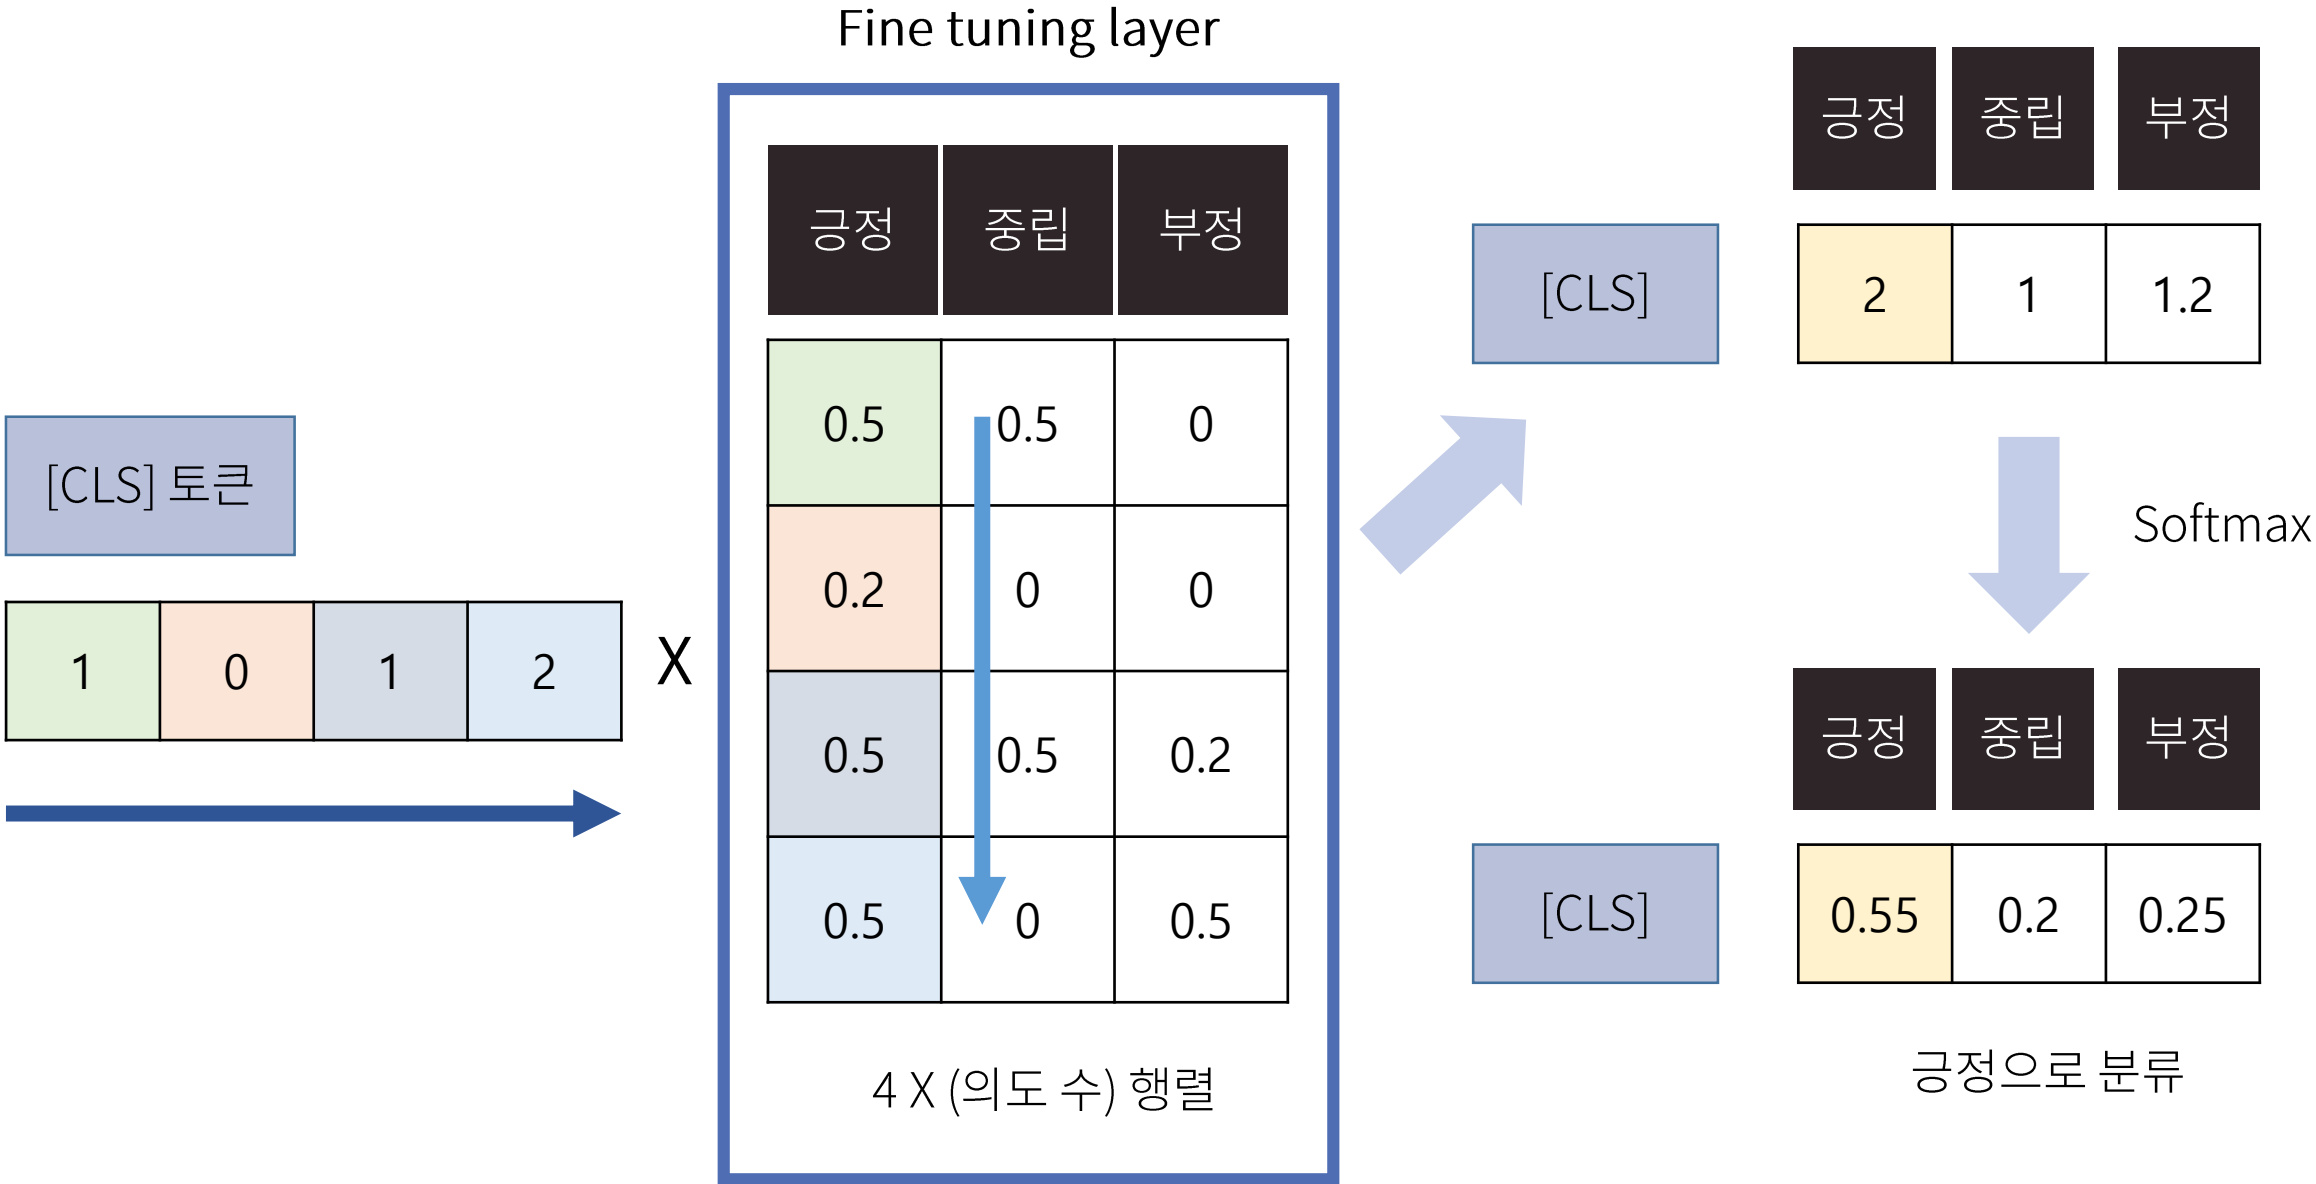 Fine tuning layer
긍정 중립 부정
0.5 0.5 0
0.2 0 0
0.5 0.5 0.2
0.5 0 0.5
4 X (의도 수) 행렬
[CLS] 토큰
1 0 1 2
X
긍정 중립 부정
[CLS] 2 1 1.2
Softmax
긍정 중립 부정
[CLS] 0.55 0.2 0.25
긍정으로 분류